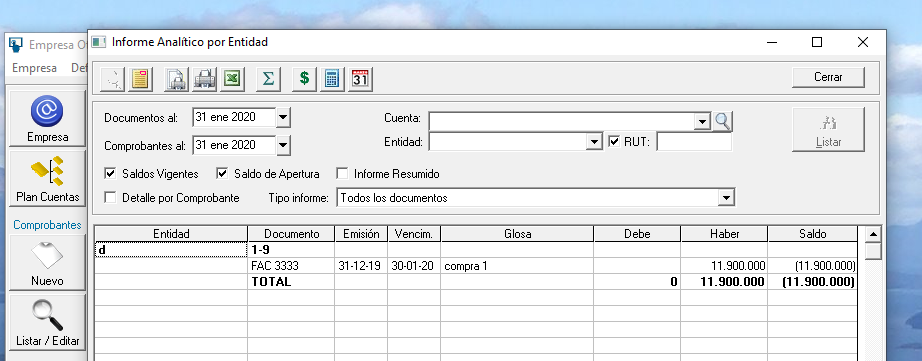 Empresa O
Informe Analítico por Entidad
Empresa De
Σ $ 31
Cerrar
Empresa
Plan Cuentas
Comprobantes
Nuevo
Listar / Editar
Documentos al: 31 ene 2020
Cuenta:
Comprobantes al: 31 ene 2020
Entidad: RUT:
Listar
Saldos Vigentes Saldo de Apertura Informe Resumido
Detalle por Comprobante Tipo informe: Todos los documentos
Entidad Documento Emisión Vencim. Glosa Debe Haber Saldo
d 1-9
FAC 3333 31-12-19 30-01-20 compra 1 11.900.000 (11.900.000)
TOTAL 0 11.900.000 (11.900.000)